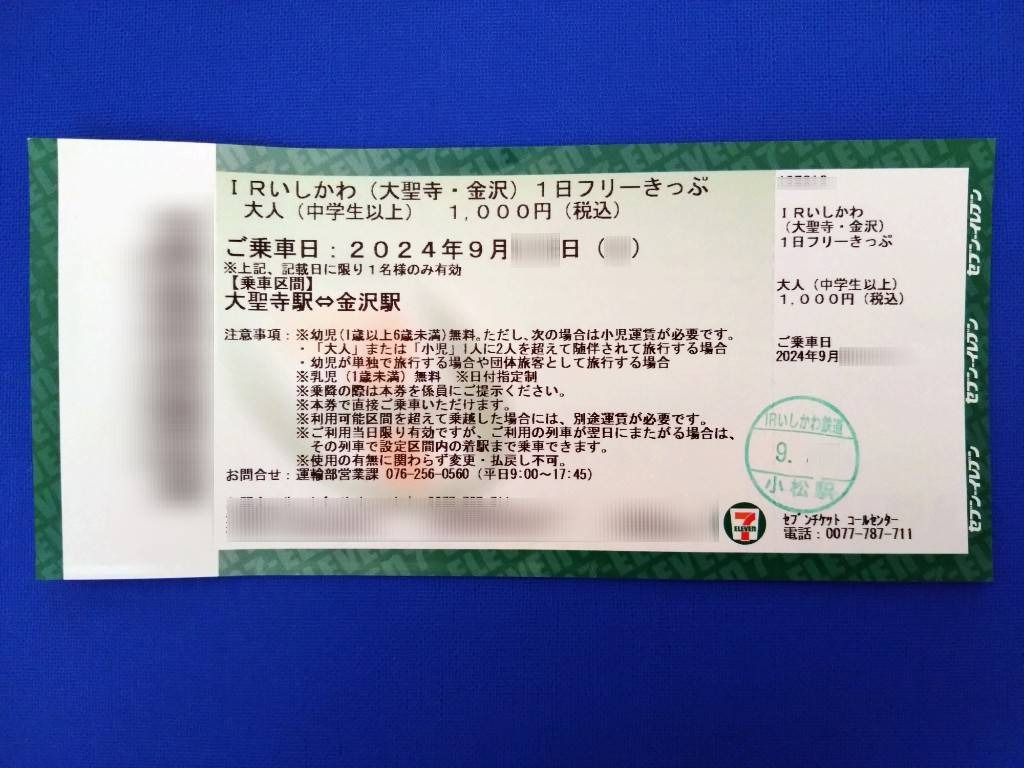 IRいしかわ(大聖寺・金沢)1日フリーきっぷ
大人(中学生以上) 1,000円(税込)
ご乗車日:2024年9月 日( )
※上記、記載日に限り1名様のみ有効
【乗車区間】
大聖寺駅⇔金沢駅
注意事項:※幼児(1歳以上6歳未満)無料。ただし、次の場合は小児運賃が必要です。
・「大人」または「小児」1人に2人を超えて随伴されて旅行する場合
・幼児が単独で旅行する場合や団体旅客として旅行する場合
※乳児(1歳未満)無料 ※日付指定制
※乗降の際は本券を係員にご提示ください。
※本券で直接ご乗車いただけます。
※利用可能区間を超えて乗越した場合には、別途運賃が必要です。
※ご利用当日限り有効ですが、ご利用の列車が翌日にまたがる場合は、
その列車で設定区間内の着駅まで乗車できます。
※使用の有無に関わらず変更・払戻し不可。
お問合せ:運輸部営業課 076-256-0560(平日9:00~17:45)
7
ELEVEN
IRいしかわ
(大聖寺・金沢)
1日フリーきっぷ
大人(中学生以上)
1,000円(税込)
ご乗車日
2024年9月
IRいしかわ鉄道
9.
小松駅
セブンチケット コールセンター
電話:0077-787-711
セブン-イレブン
セブン-イレブン
セブン-イレブン
7-ELEVEN